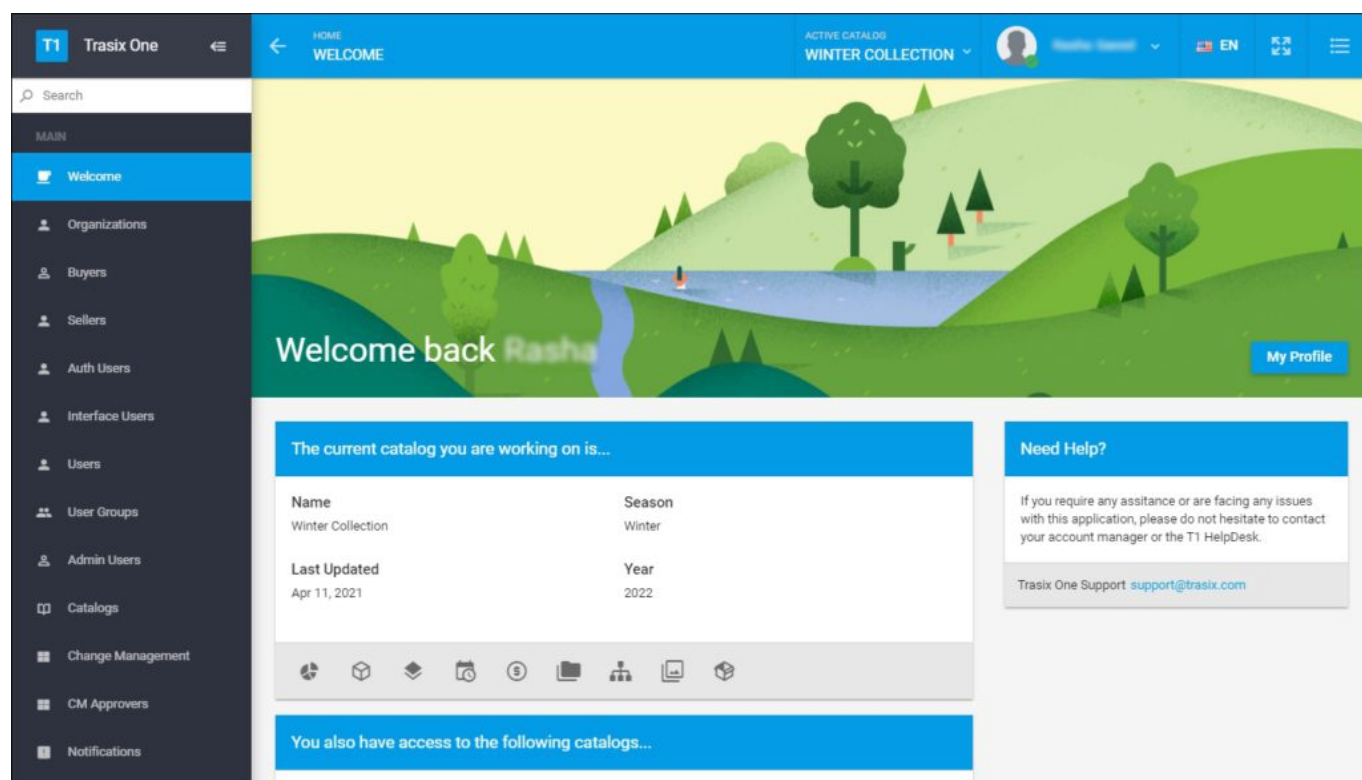 T1 Trasix One
HOME
WELCOME
ACTIVE CATALOG
WINTER COLLECTION
EN
Search
MAIN
Welcome
Organizations
Buyers
Sellers
Auth Users
Interface Users
Users
User Groups
Admin Users
Catalogs
Change Management
CM Approvers
Notifications
Welcome back Rasha
My Profile
The current catalog you are working on is...
Name
Winter Collection
Season
Winter
Last Updated
Apr 11, 2021
Year
2022
You also have access to the following catalogs...
Need Help?
If you require any assitance or are facing any issues
with this application, please do not hesitate to contact
your account manager or the T1 HelpDesk.
Trasix One Support support@trasix.com